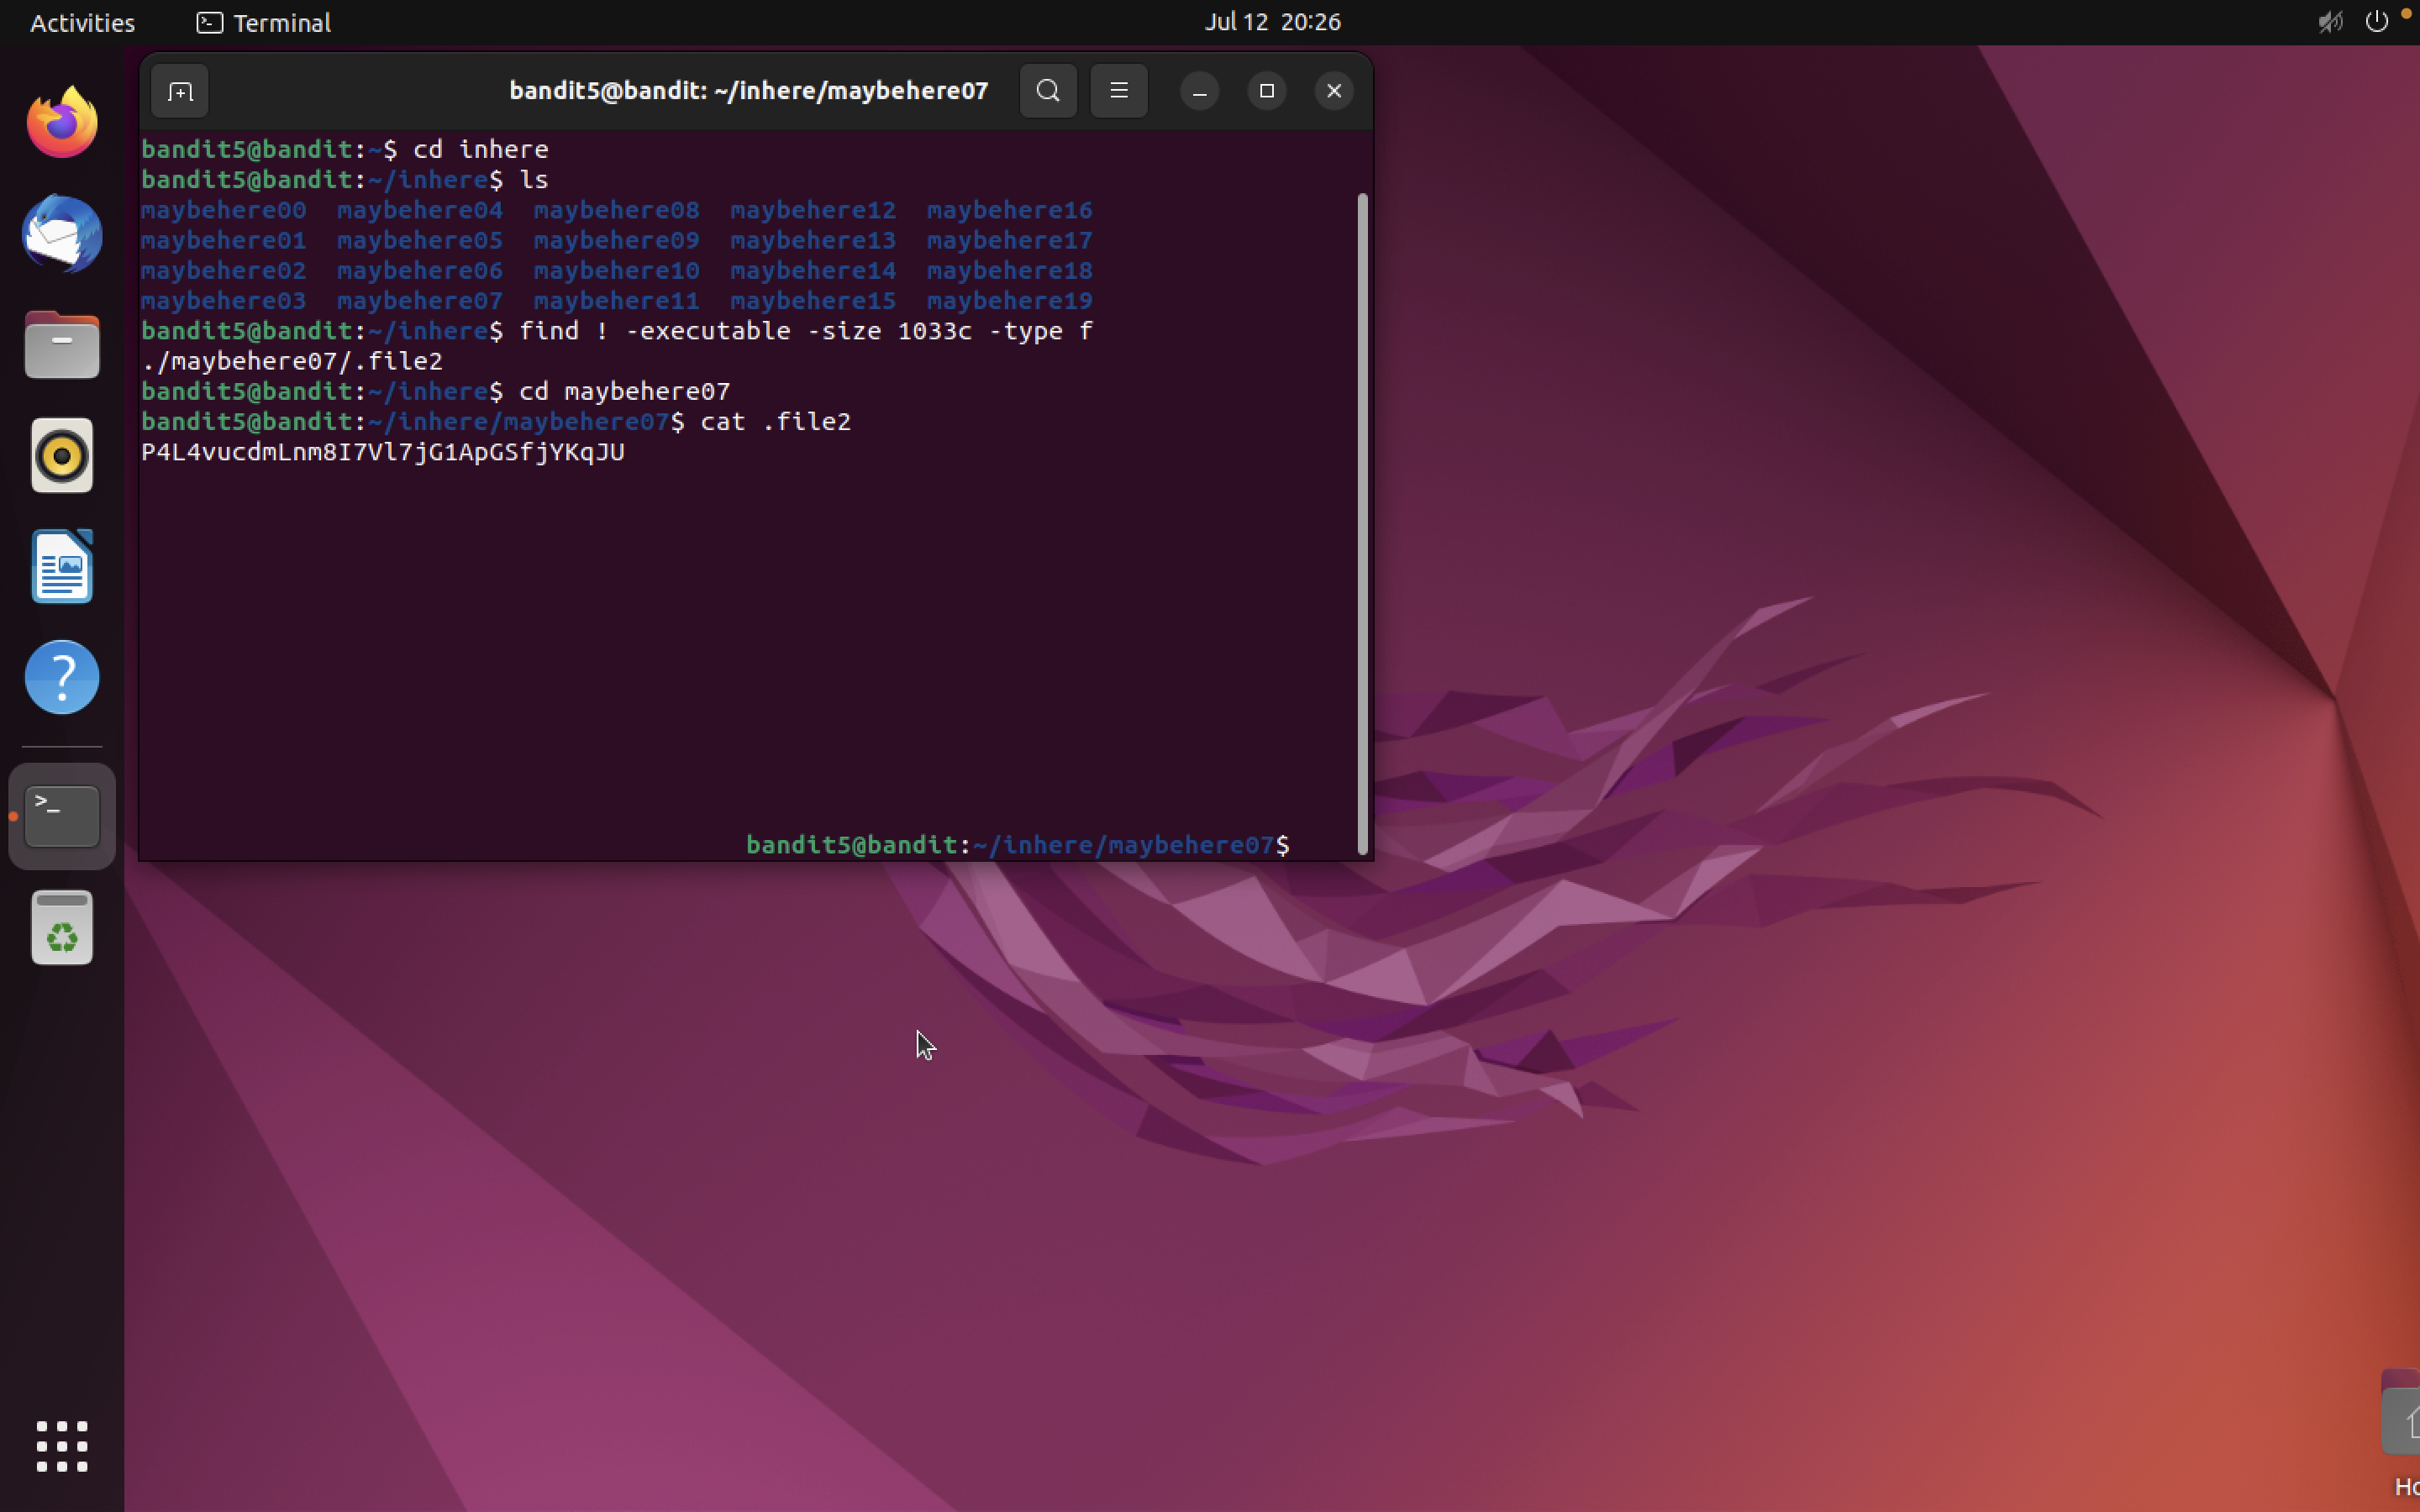 Activities Terminal Jul 12 20:26
bandit5@bandit: ~/inhere/maybehere07
bandit5@bandit:~$ cd inhere
bandit5@bandit:~/inhere$ ls
maybehere00 maybehere04 maybehere08 maybehere12 maybehere16
maybehere01 maybehere05 maybehere09 maybehere13 maybehere17
maybehere02 maybehere06 maybehere10 maybehere14 maybehere18
maybehere03 maybehere07 maybehere11 maybehere15 maybehere19
bandit5@bandit:~/inhere$ find ! -executable -size 1033c -type f
./maybehere07/.file2
bandit5@bandit:~/inhere$ cd maybehere07
bandit5@bandit:~/inhere/maybehere07$ cat .file2
P4L4vucdmLnm8I7Vl7jG1ApGSfjYKqJU
bandit5@bandit:~/inhere/maybehere07$